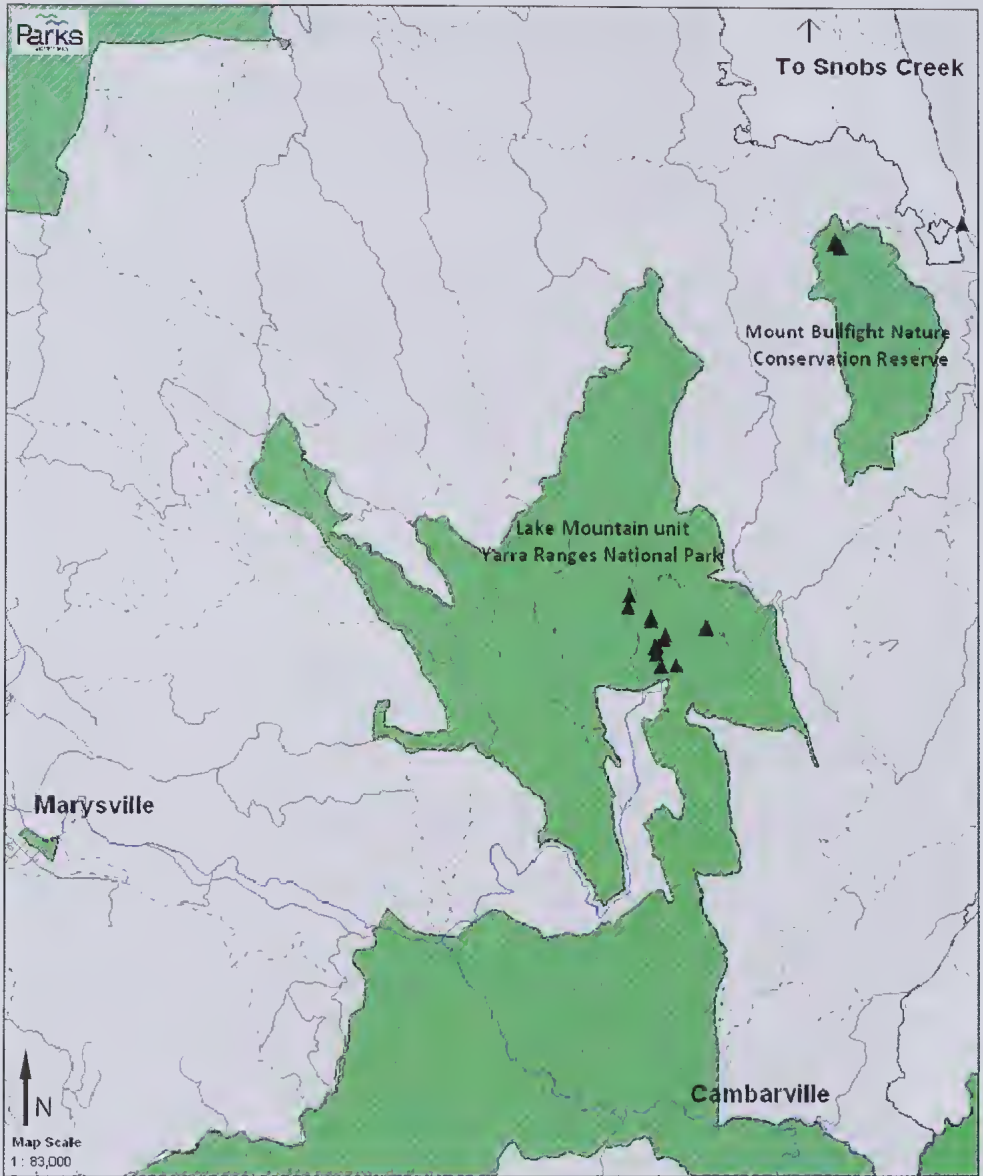 Parks
To Snobs Creek
Mount Bullfight Nature
Conservation Reserve
Lake Mountain unit
Yarra Ranges National Park
Marysville
Cambarville
N
Map Scale
1 : 83,000